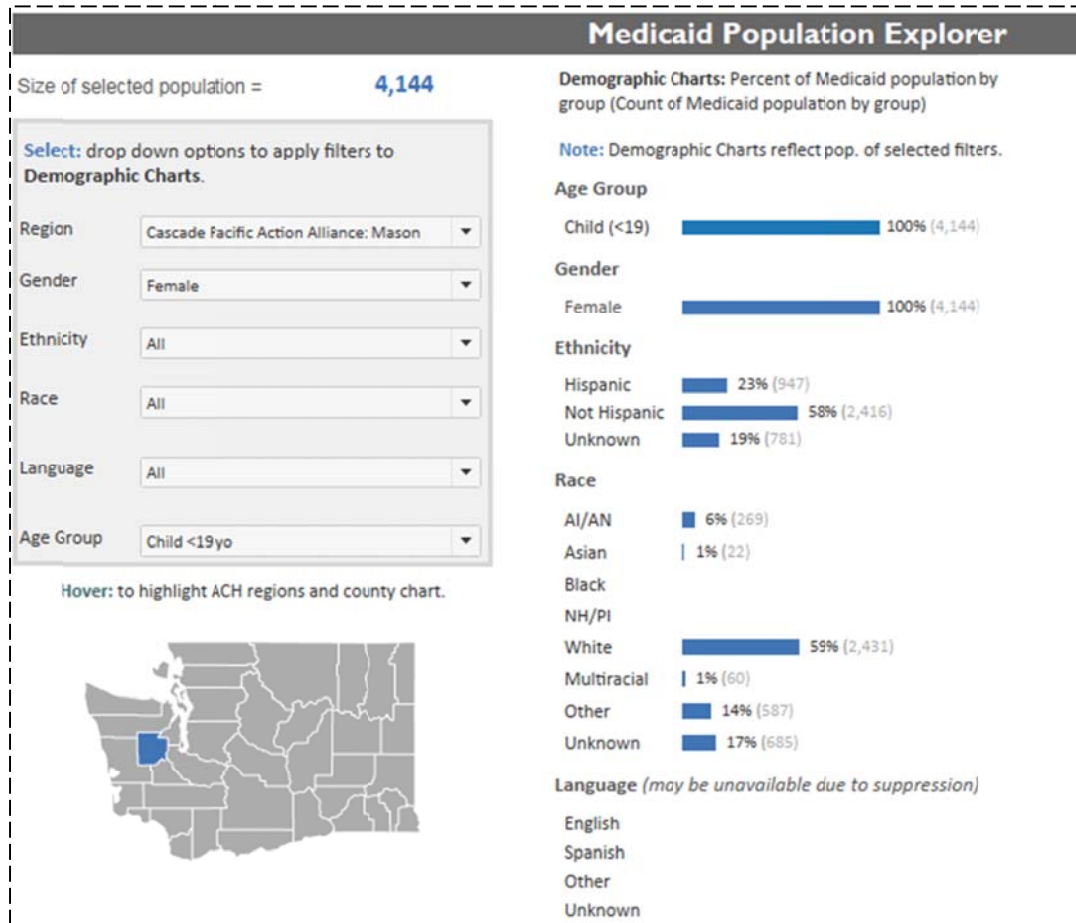 Medicaid Population Explorer
Size of selected population = 4,144
Select: drop down options to apply filters to
Demographic Charts.
Region Cascade Pacific Action Alliance: Mason
Gender Female
Ethnicity All
Race All
Language All
Age Group Child <19yo
Hover: to highlight ACH regions and county chart.
Demographic Charts: Percent of Medicaid population by
group (Count of Medicaid population by group)
Note: Demographic Charts reflect pop. of selected filters.
Age Group
Child (<19) 100% (4,144)
Gender
Female 100% (4,144)
Ethnicity
Hispanic 23% (947)
Not Hispanic 58% (2,416)
Unknown 19% (781)
Race
AI/AN 6% (269)
Asian 1% (22)
Black
NH/PI
White 59% (2,431)
Multiracial 1% (60)
Other 14% (587)
Unknown 17% (685)
Language (may be unavailable due to suppression)
English
Spanish
Other
Unknown